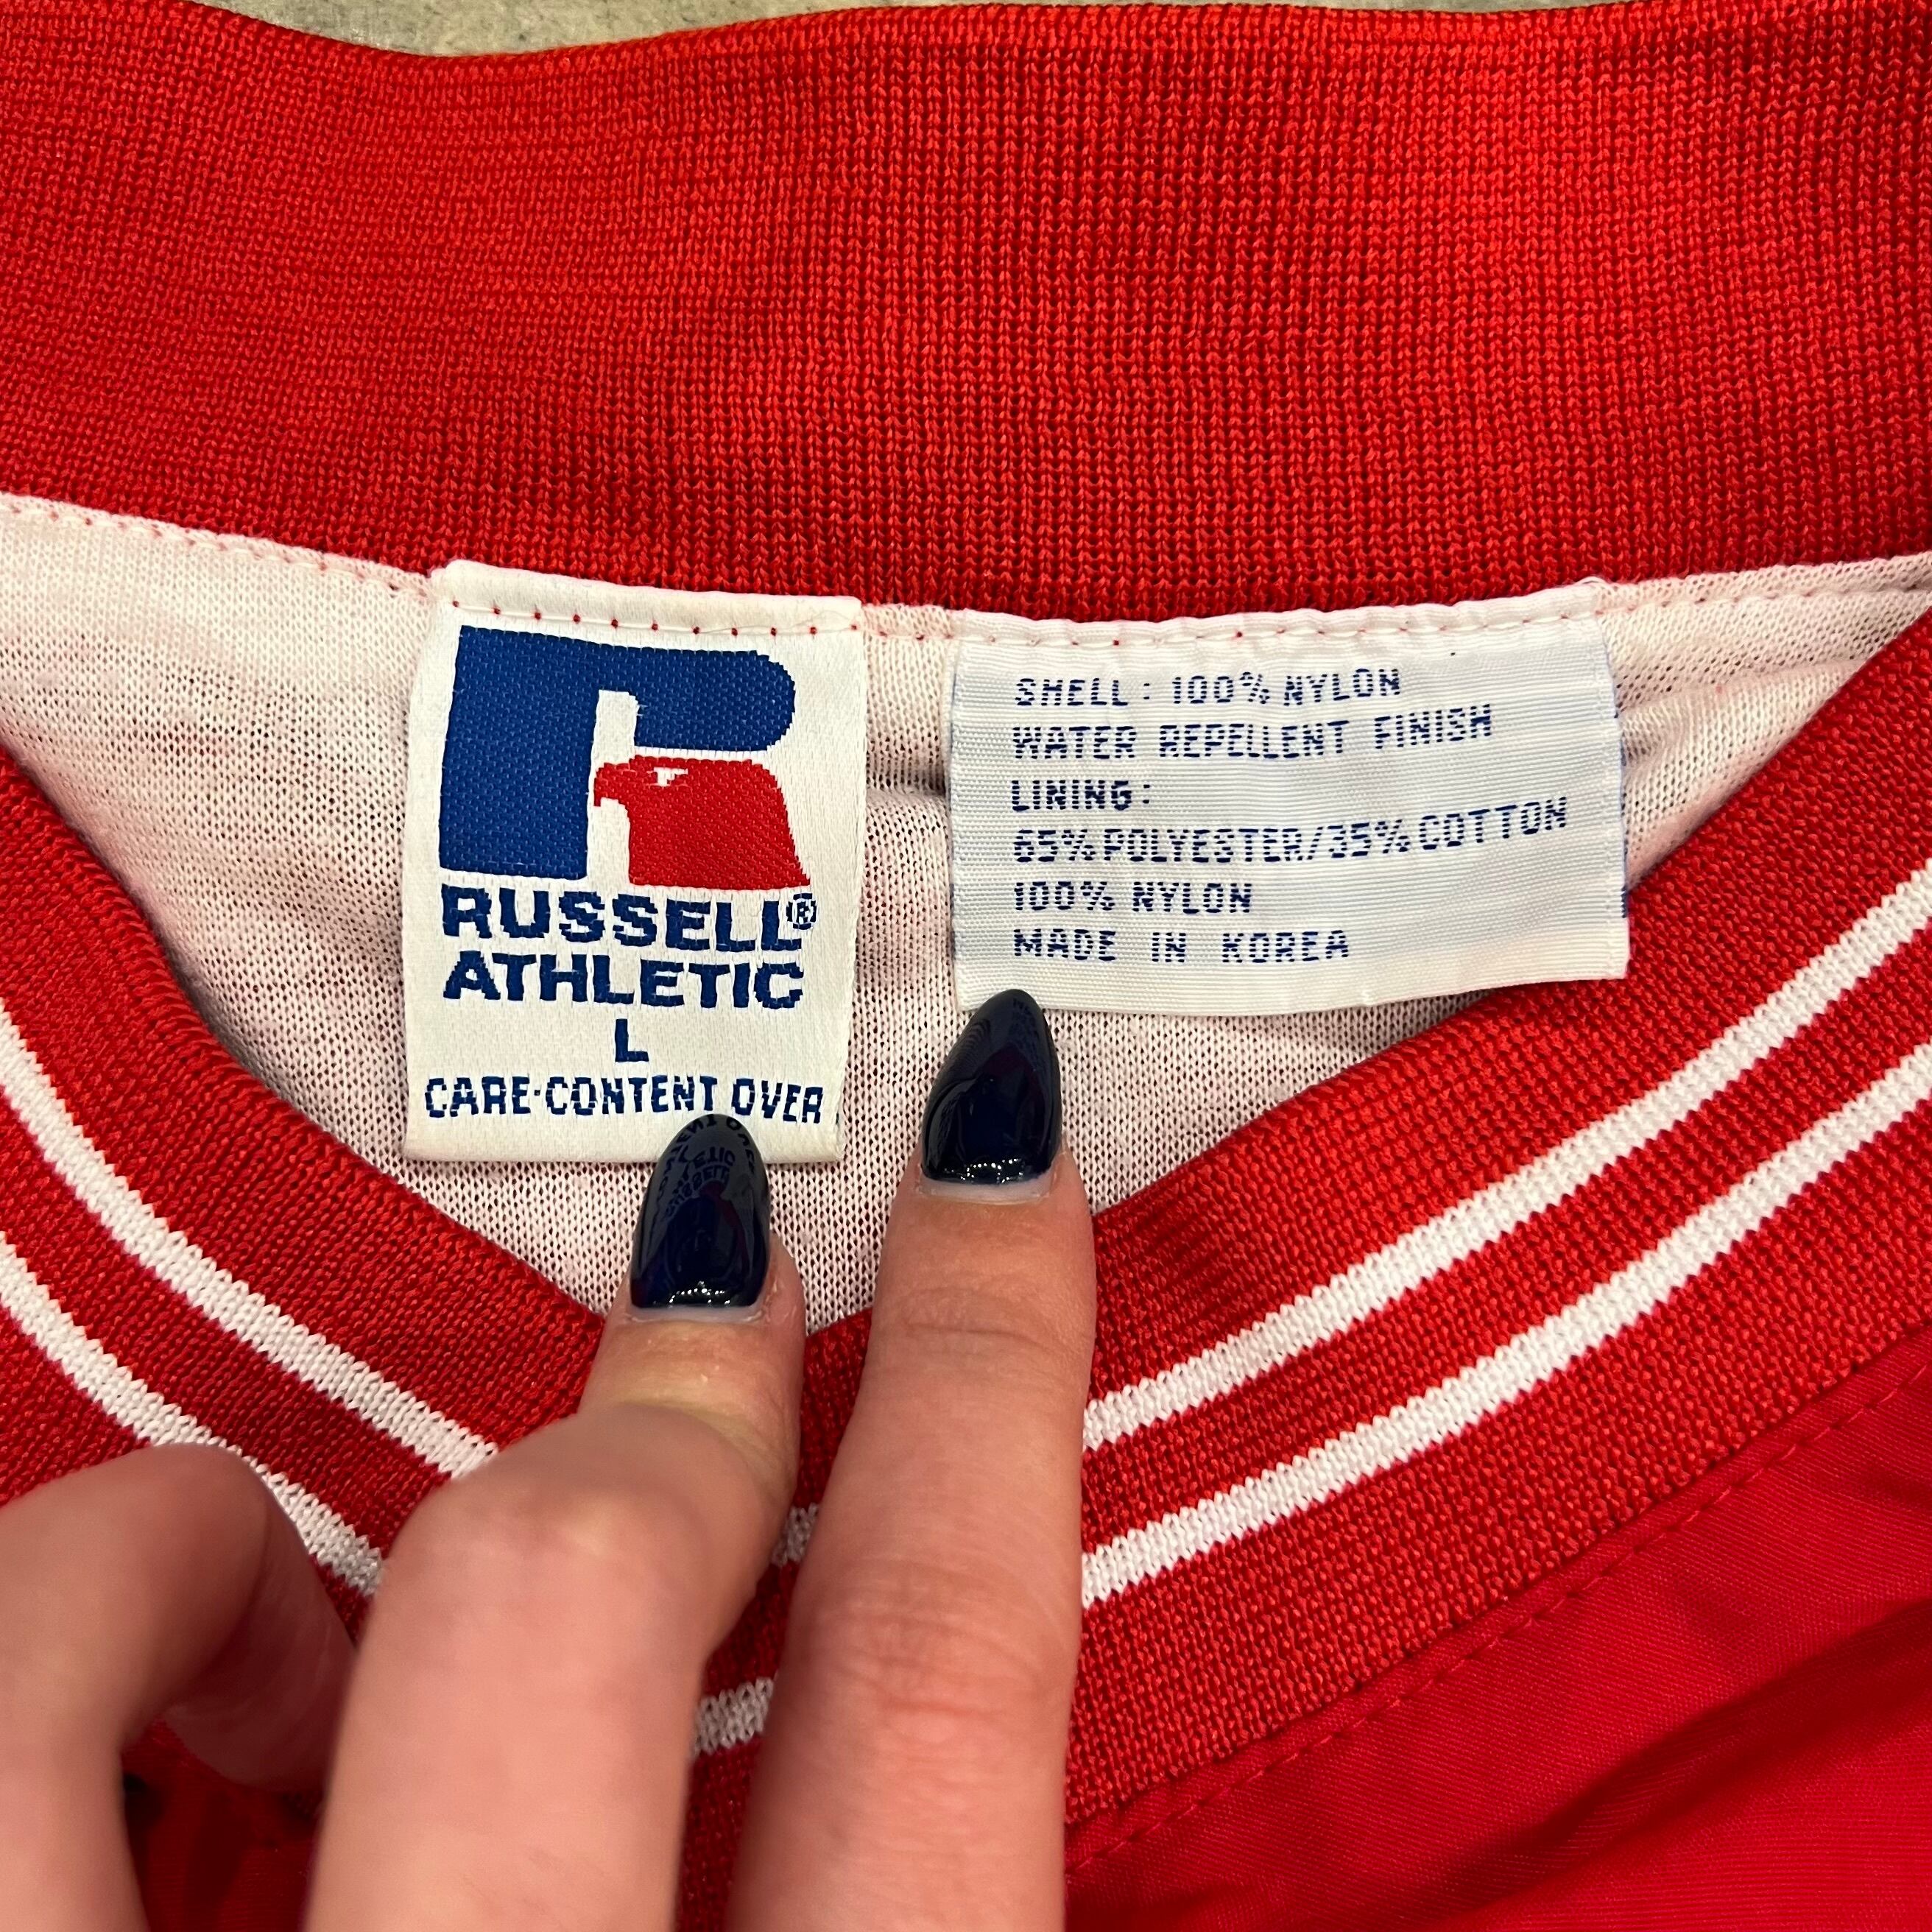 RUSSELL®
ATHLETIC
L
CARE·CONTENT OVER
SHELL: 100% NYLON
WATER REPELLENT FINISH
LINING:
65% POLYESTER/35% COTTON
100% NYLON
MADE IN KOREA